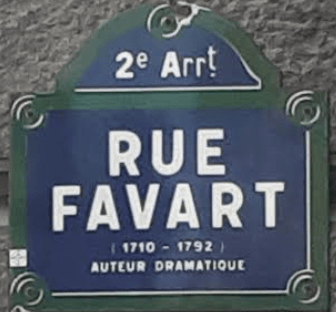 2e Arrt
RUE
FAVART
( 1710 - 1792 )
AUTEUR DRAMATIQUE